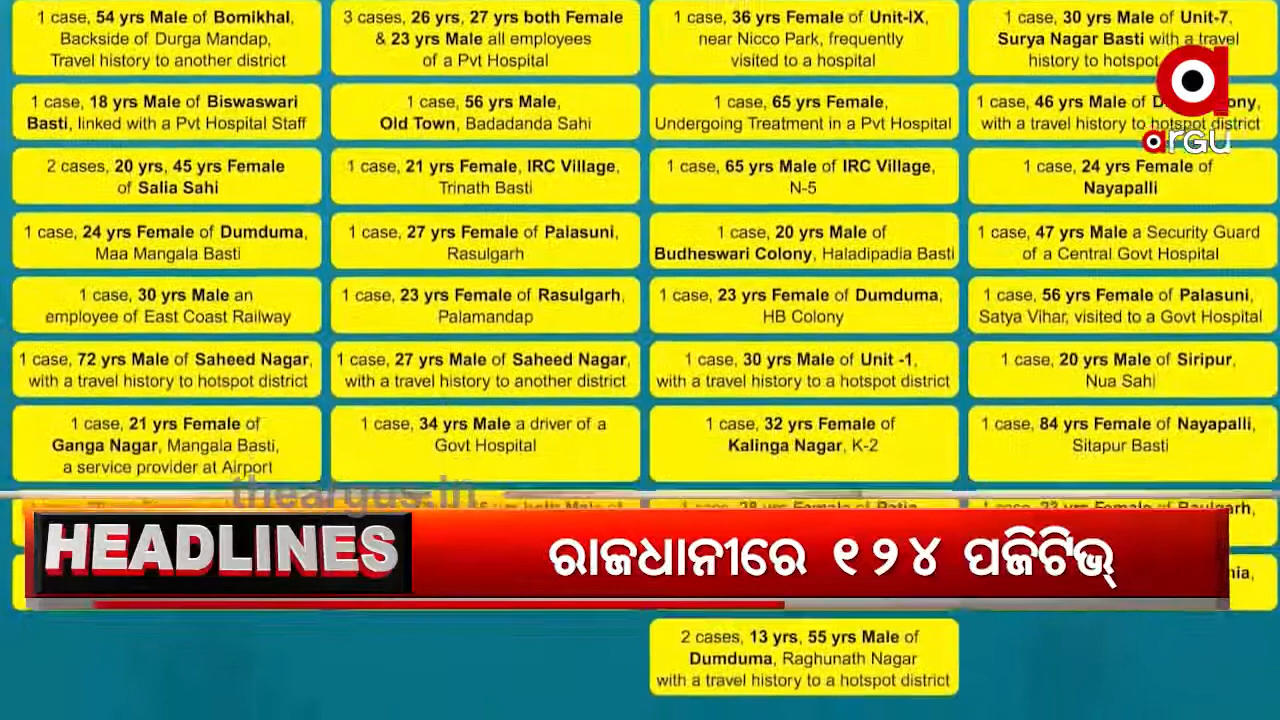 1 case, 54 yrs Male of Bomikhal,
Backside of Durga Mandap,
Travel history to another district
3 cases, 26 yrs, 27 yrs both Female
& 23 yrs Male all employees
of a Pvt Hospital
1 case, 36 yrs Female of Unit-IX,
near Nicco Park, frequently
visited to a hospital
1 case, 30 yrs Male of Unit-7,
Surya Nagar Basti with a travel
history to hotspot
1 case, 18 yrs Male of Biswaswari
Basti, linked with a Pvt Hospital Staff
1 case, 56 yrs Male,
Old Town, Badadanda Sahi
1 case, 65 yrs Female,
Undergoing Treatment in a Pvt Hospital
1 case, 46 yrs Male of
with a travel history to hotspot district
argu
2 cases, 20 yrs, 45 yrs Female
of Salia Sahi
1 case, 21 yrs Female, IRC Village,
Trinath Basti
1 case, 65 yrs Male of IRC Village,
N-5
1 case, 24 yrs Female of
Nayapalli
1 case, 24 yrs Female of Dumduma,
Maa Mangala Basti
1 case, 27 yrs Female of Palasuni,
Rasulgarh
1 case, 20 yrs Male of
Budheswari Colony, Haladipadia Basti
1 case, 47 yrs Male a Security Guard
of a Central Govt Hospital
1 case, 30 yrs Male an
employee of East Coast Railway
1 case, 23 yrs Female of Rasulgarh,
Palamandap
1 case, 23 yrs Female of Dumduma,
HB Colony
1 case, 56 yrs Female of Palasuni,
Satya Vihar, visited to a Govt Hospital
1 case, 72 yrs Male of Saheed Nagar,
with a travel history to hotspot district
1 case, 27 yrs Male of Saheed Nagar,
with a travel history to another district
1 case, 30 yrs Male of Unit -1,
with a travel history to a hotspot district
1 case, 20 yrs Male of Siripur,
Nua Sahi
1 case, 21 yrs Female of
Ganga Nagar, Mangala Basti,
a service provider at Airport
1 case, 34 yrs Male a driver of a
Govt Hospital
1 case, 32 yrs Female of
Kalinga Nagar, K-2
1 case, 84 yrs Female of Nayapalli,
Sitapur Basti
theargus.in
HEADLINES
ରାଜଧାନୀରେ ୧୨୪ ପଜିଟିଭ୍
2 cases, 13 yrs, 55 yrs Male of
Dumduma, Raghunath Nagar
with a travel history to a hotspot district